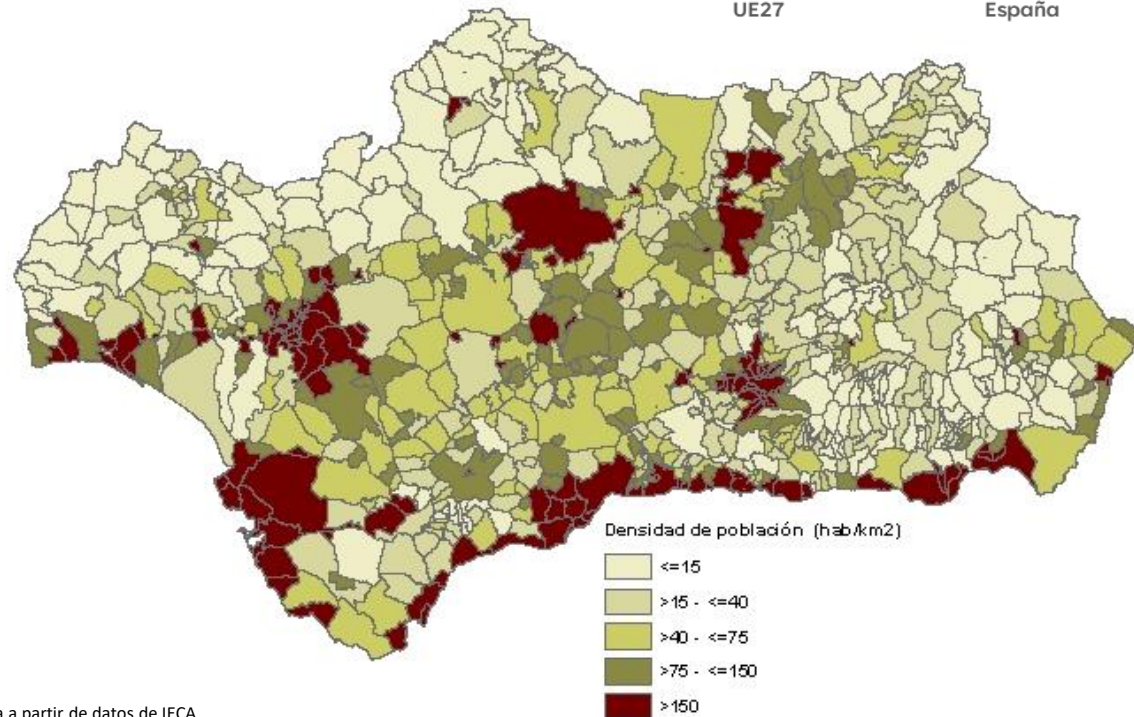 UE27 España
Densidad de población (hab/km2)
<=15
>15 - <=40
>40 - <=75
>75 - <=150
>150
a a partir de datos de IECA